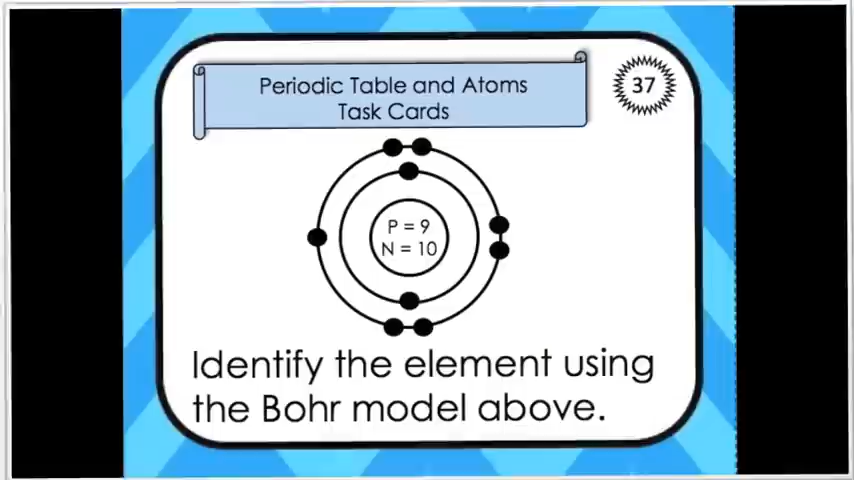 Periodic Table and Atoms
Task Cards
37
P = 9
N = 10
Identify the element using
the Bohr model above.